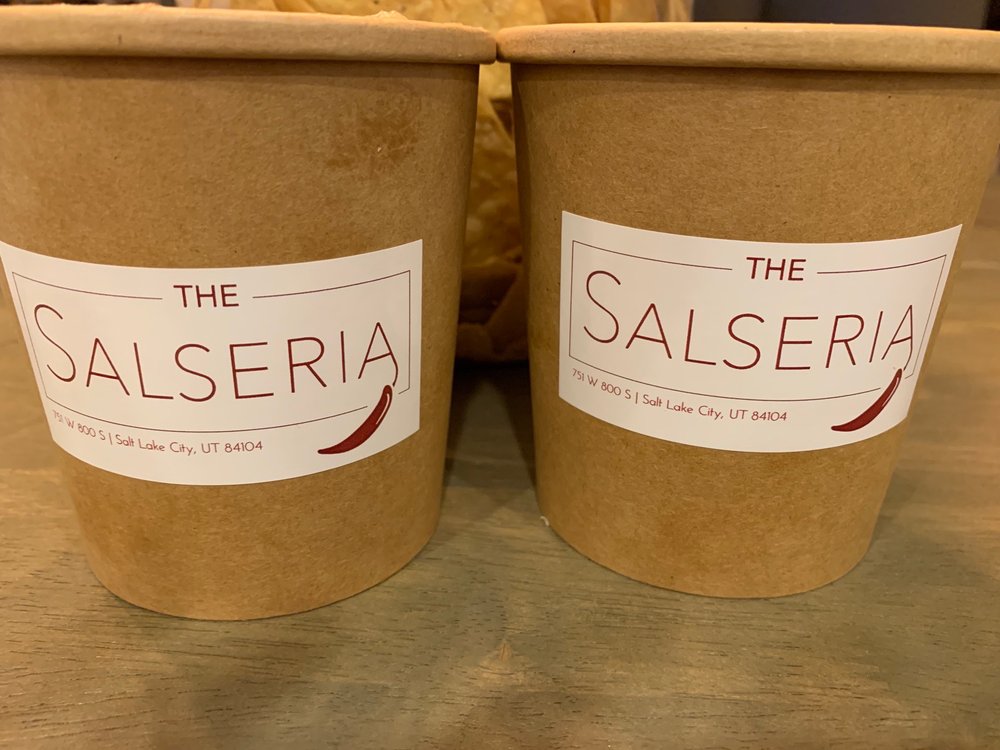 THE
SALSERIA
751 W 800 S | Salt Lake City, UT 84104
THE
SALSERIA
751 W 800 S | Salt Lake City, UT 84104